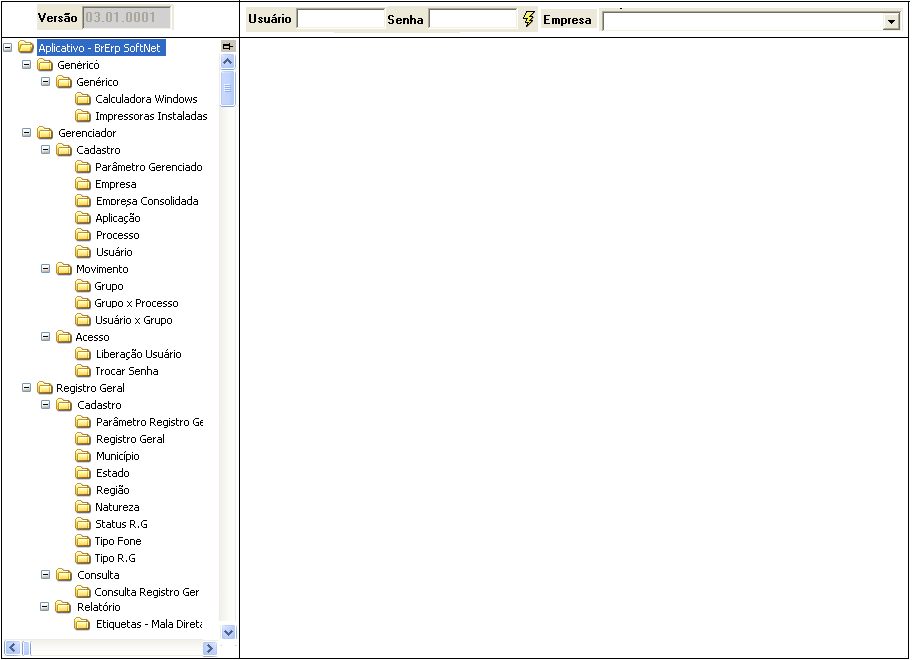 Versão 03.01.0001 Usuário Senha Empresa
Aplicativo - BrErp SoftNet
Genérico
Genérico
Calculadora Windows
Impressoras Instaladas
Gerenciador
Cadastro
Parâmetro Gerenciado
Empresa
Empresa Consolidada
Aplicação
Processo
Usuário
Movimento
Grupo
Grupo x Processo
Usuário x Grupo
Acesso
Liberação Usuário
Trocar Senha
Registro Geral
Cadastro
Parâmetro Registro Ge
Registro Geral
Município
Estado
Região
Natureza
Status R.G
Tipo Fone
Tipo R.G
Consulta
Consulta Registro Ger
Relatório
Etiquetas - Mala Direta